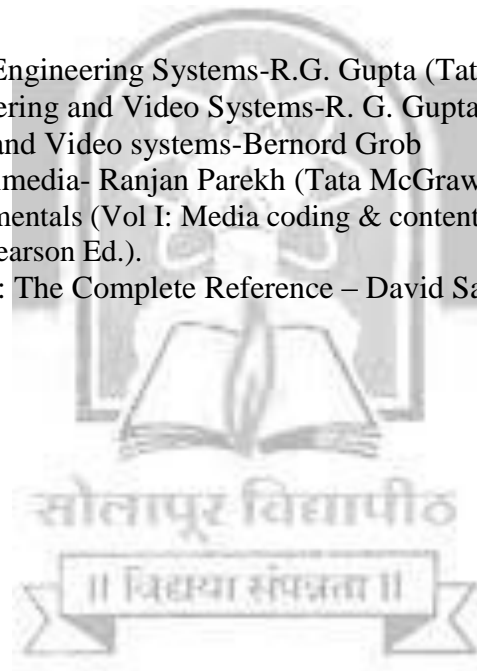 Engineering Systems-R.G. Gupta (Tat
ering and Video Systems-R. G. Gupta
and Video systems-Bernord Grob
imedia- Ranjan Parekh (Tata McGraw
mentals (Vol I: Media coding & content
earson Ed.).
: The Complete Reference – David Sa
सोलापूर विद्यापीठ
॥ विद्यया संपन्नता ॥